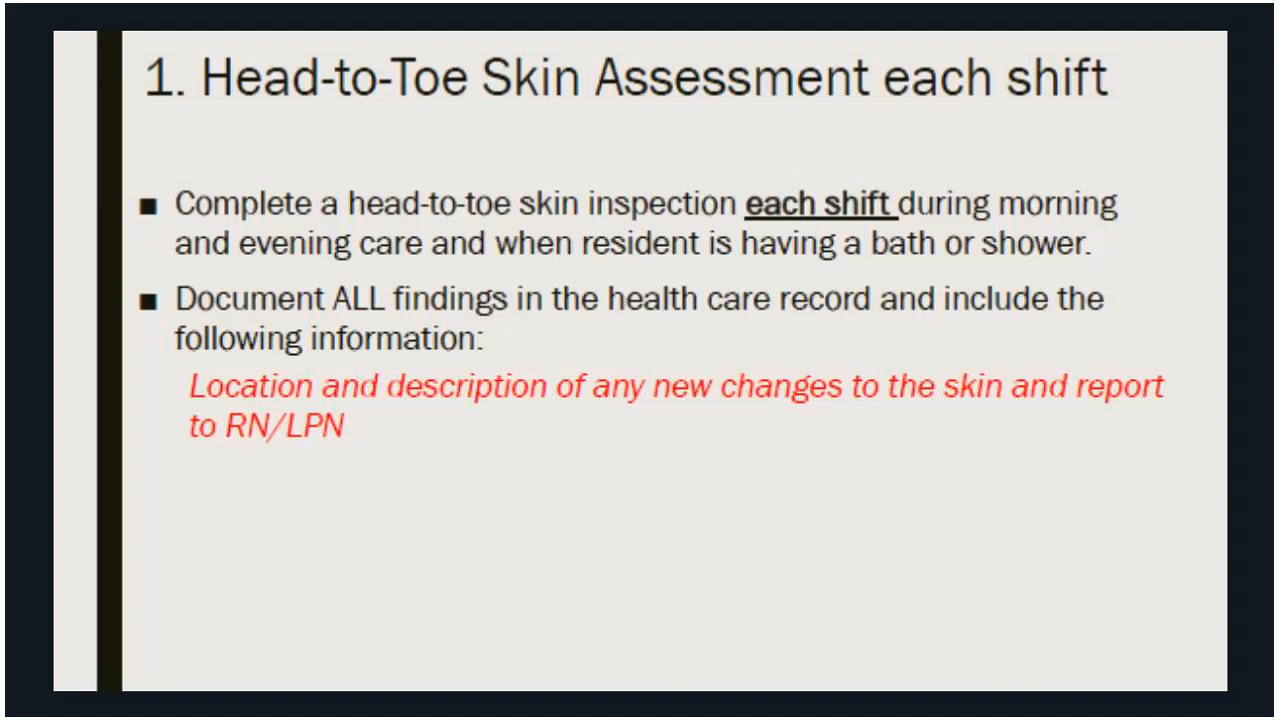 1. Head-to-Toe Skin Assessment each shift
■ Complete a head-to-toe skin inspection each shift during morning
and evening care and when resident is having a bath or shower.
■ Document ALL findings in the health care record and include the
following information:
Location and description of any new changes to the skin and report
to RN/LPN